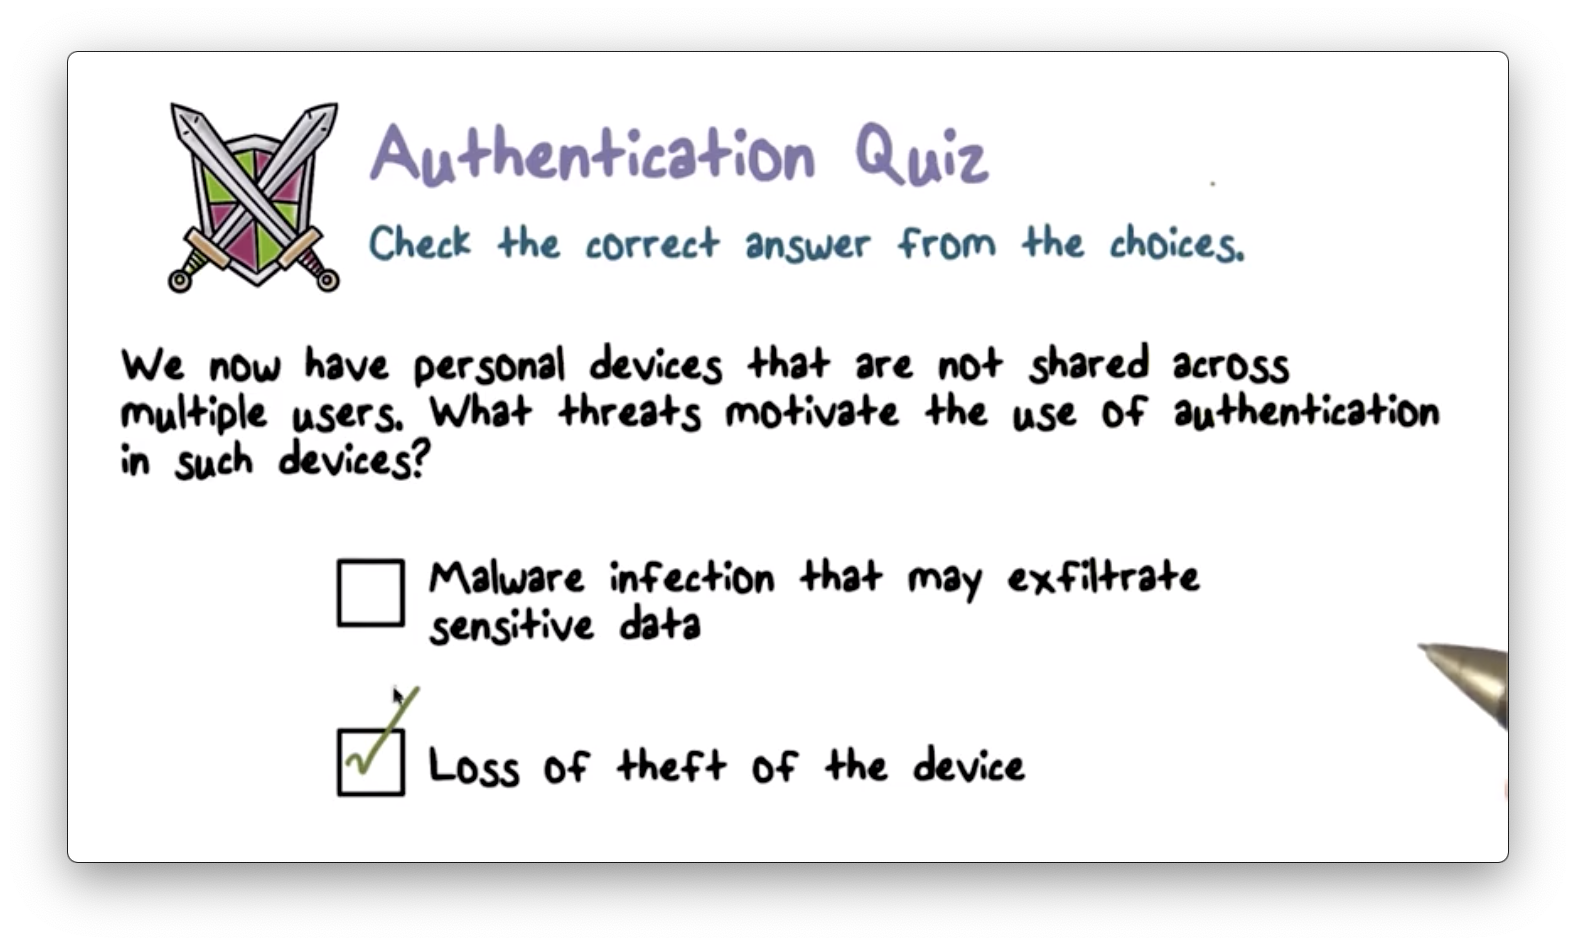 Authentication Quiz
Check the correct answer from the choices.
We now have personal devices that are not shared across
multiple users. What threats motivate the use of authentication
in such devices?
Malware infection that may exfiltrate
sensitive data
Loss of theft of the device